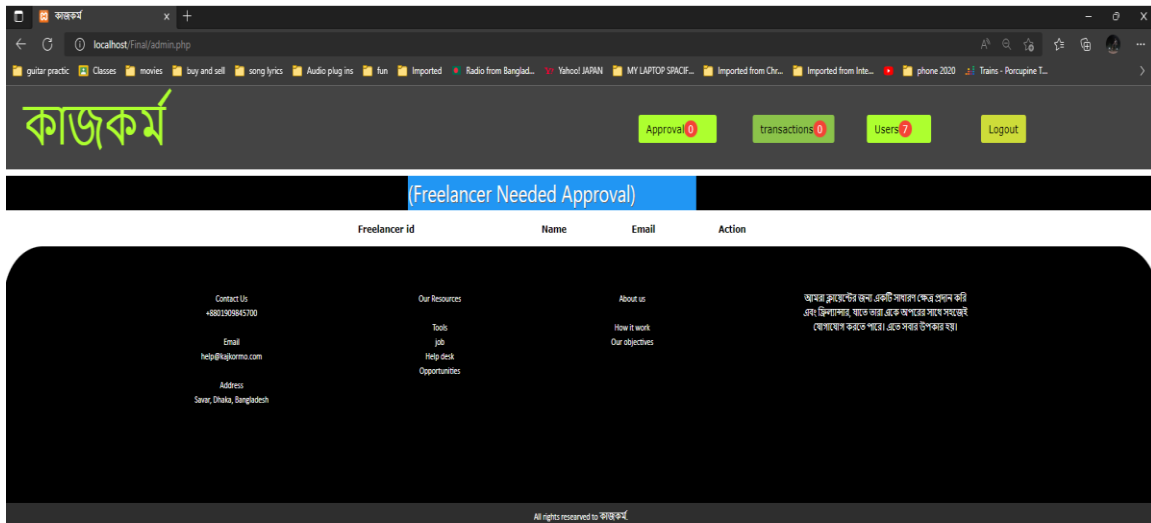 কাজকর্ম
localhost/Final/admin.php
guitar practic Classes movies buy and sell song lyrics Audio plug ins fun Imported Radio from Banglad... Yahoo! JAPAN MY LAPTOP SPACIF... Imported from Chr... Imported from Inte... phone 2020 Trains - Porcupine T...
কাজকর্ম
Approval 0 transactions 0 Users 7 Logout
(Freelancer Needed Approval)
Freelancer id Name Email Action
Contact Us
+8801909845700
Email
help@kajkormo.com
Address
Savar, Dhaka, Bangladesh
Our Resources
Tools
job
Help desk
Opportunities
About us
How it work
Our objectives
আমরা ক্লায়েন্টের জন্য একটি সাধারণ ক্ষেত্র প্রদান করি
এবং ফ্রিল্যান্সার, যাতে তারা একে অপরের সাথে সহজেই
যোগাযোগ করতে পারে। এতে সবার উপকার হয়।
All rights researved to কাজকর্ম.